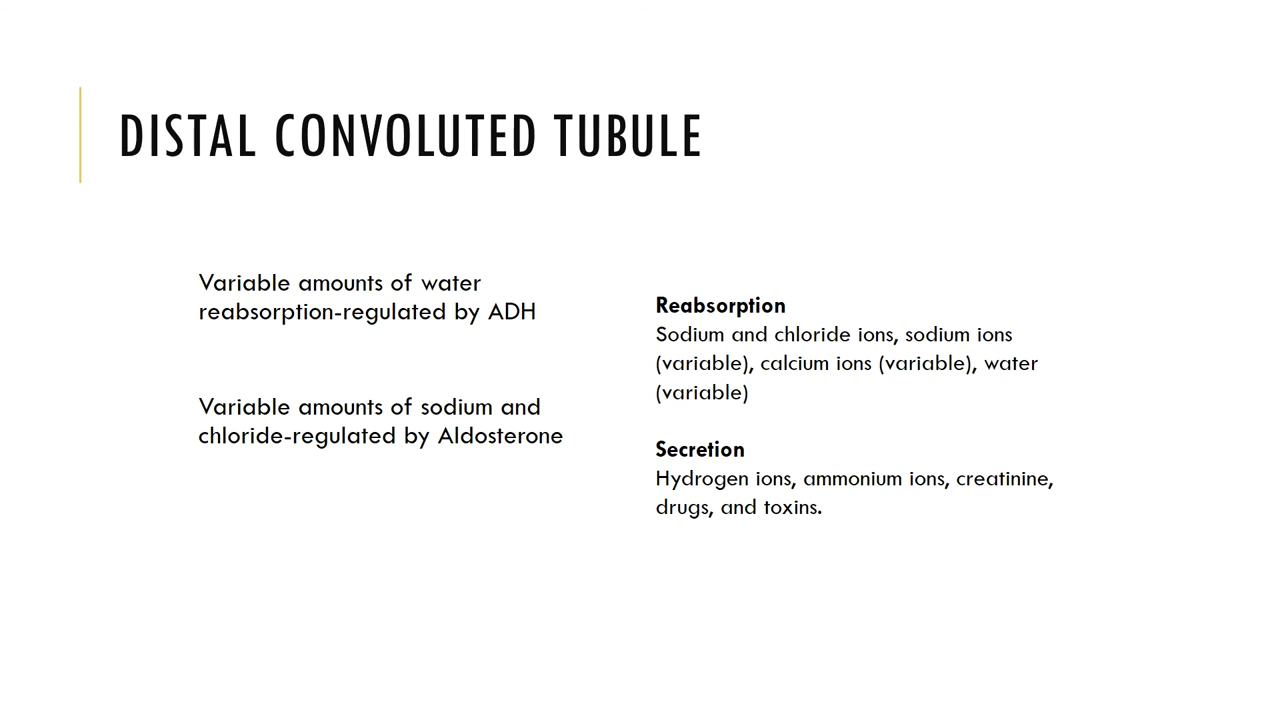 DISTAL CONVOLUTED TUBULE
Variable amounts of water
reabsorption-regulated by ADH
Variable amounts of sodium and
chloride-regulated by Aldosterone
Reabsorption
Sodium and chloride ions, sodium ions
(variable), calcium ions (variable), water
(variable)
Secretion
Hydrogen ions, ammonium ions, creatinine,
drugs, and toxins.